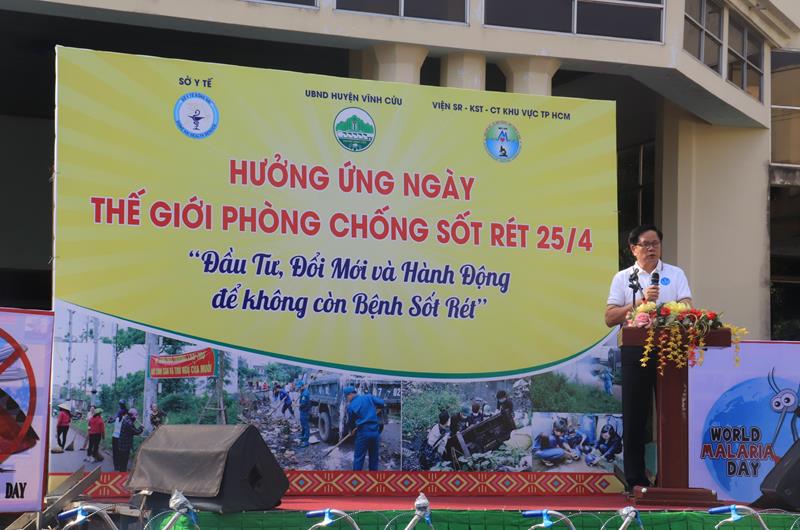 SỞ Y TẾ
UBND HUYỆN VĨNH CỬU
VIỆN SR - KST - CT KHU VỰC TP HCM
HƯỞNG ỨNG NGÀY
THẾ GIỚI PHÒNG CHỐNG SỐT RÉT 25/4
"Đầu Tư, Đổi Mới và Hành Động
để không còn Bệnh Sốt Rét"
DAY
WORLD
MALARIA
DAY